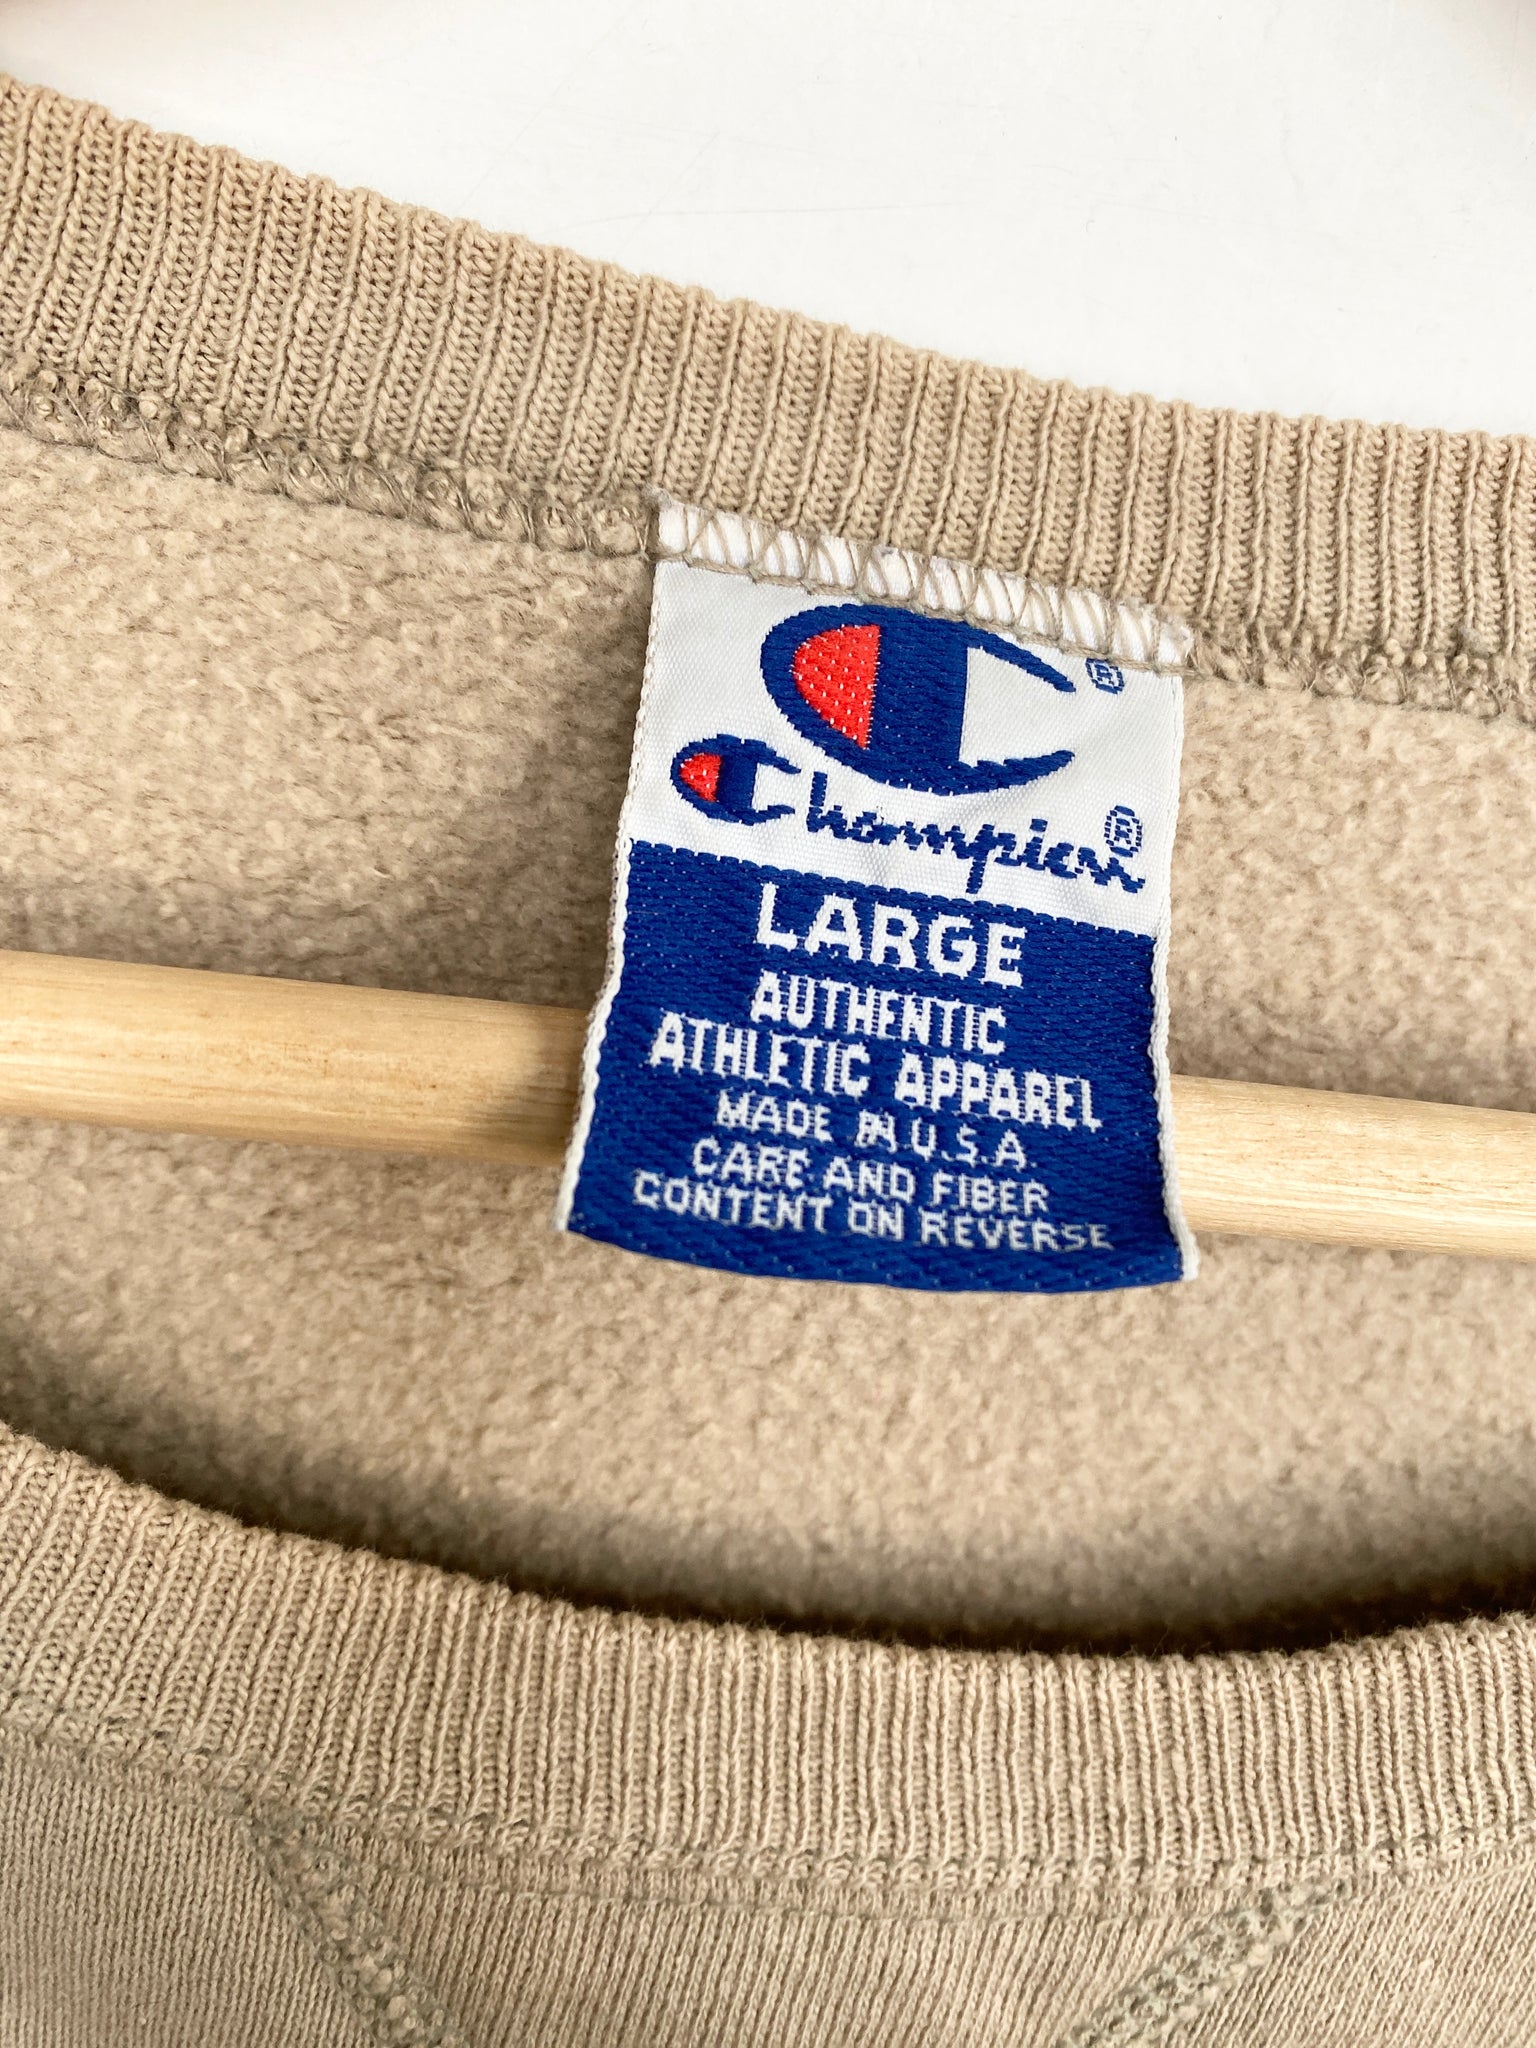 ®
Champion®
LARGE
AUTHENTIC
ATHLETIC APPAREL
MADE IN U.S.A.
CARE AND FIBER
CONTENT ON REVERSE